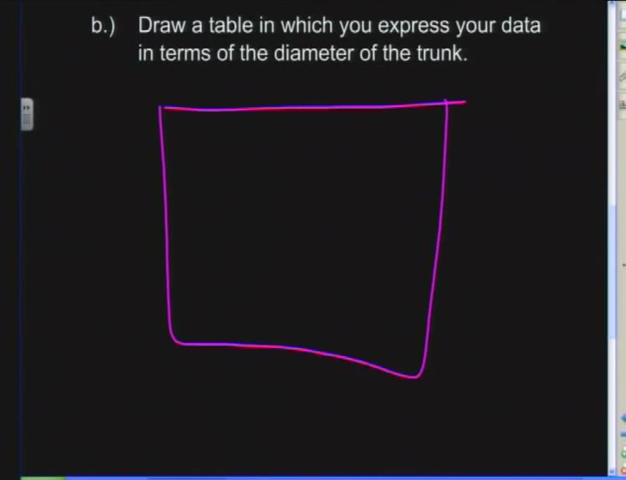 b.) Draw a table in which you express your data
in terms of the diameter of the trunk.